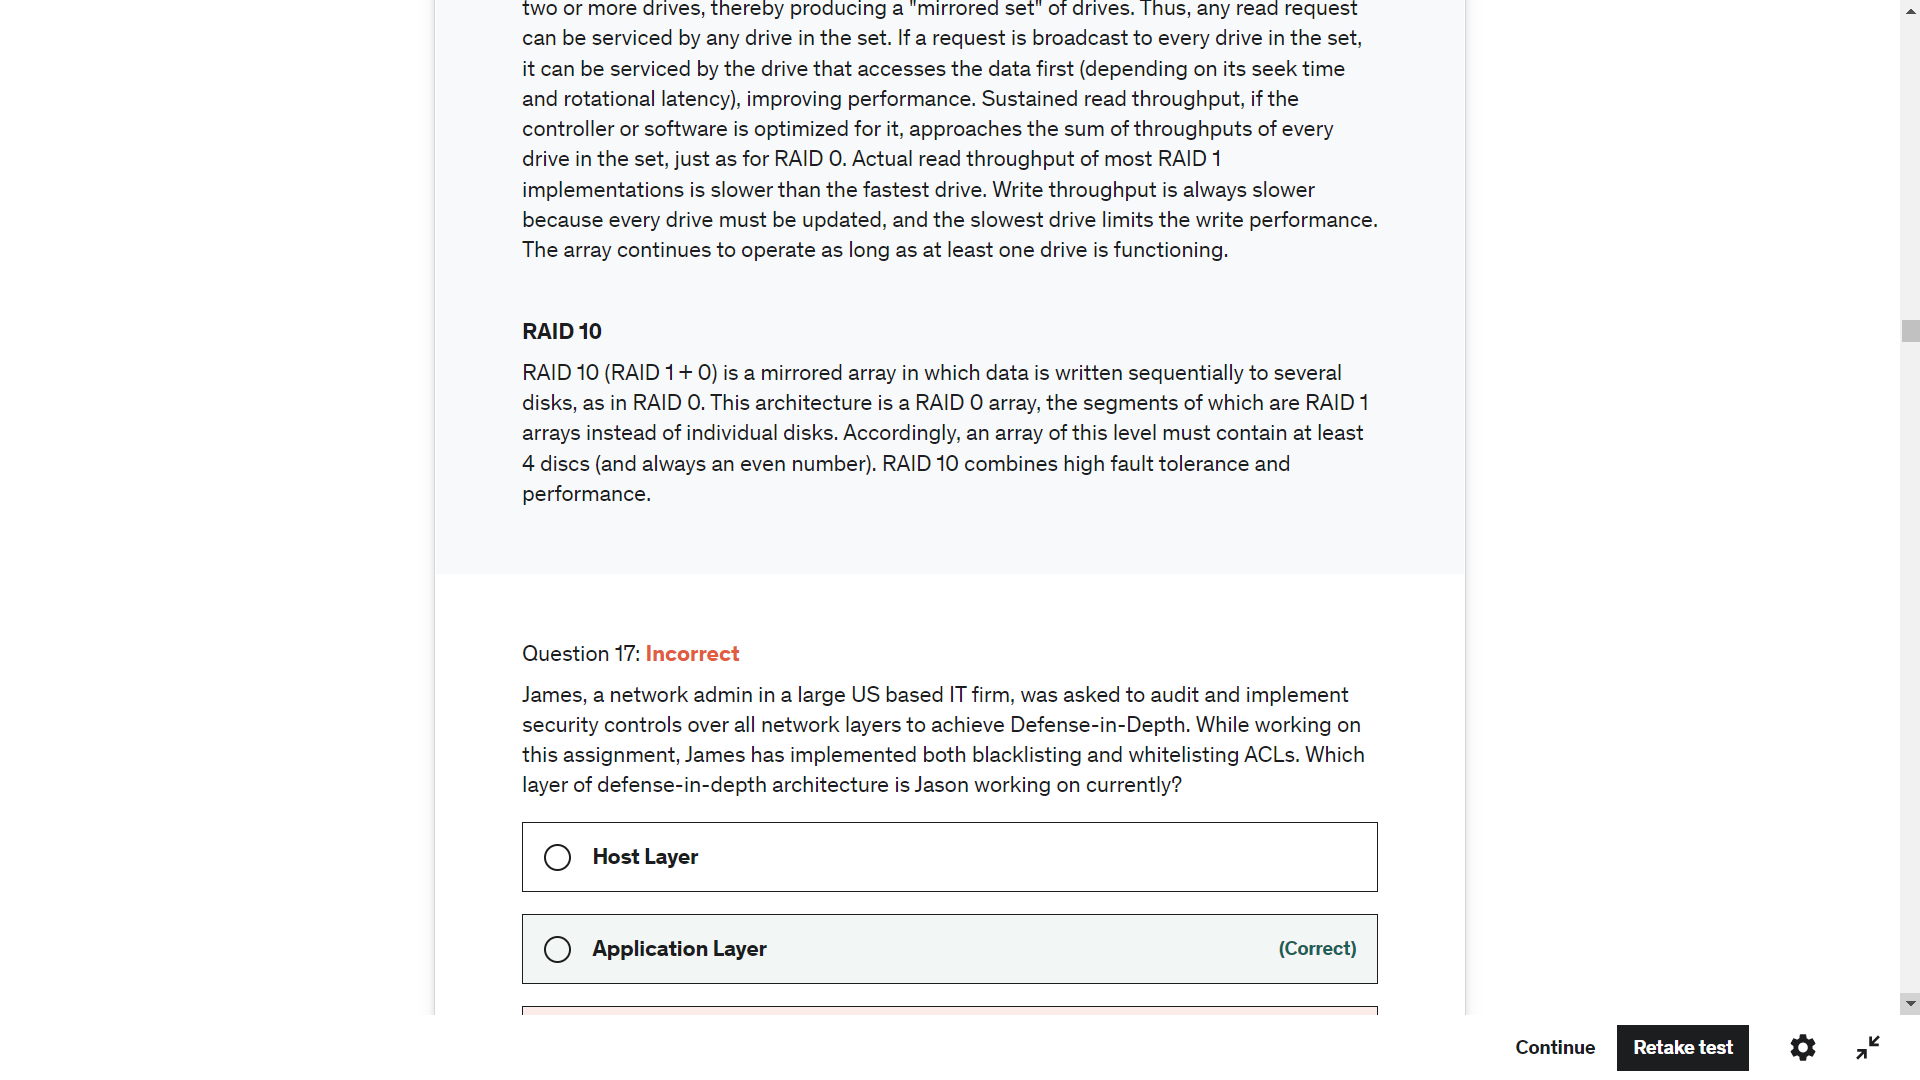 two or more drives, thereby producing a "mirrored set" of drives. Thus, any read request
can be serviced by any drive in the set. If a request is broadcast to every drive in the set,
it can be serviced by the drive that accesses the data first (depending on its seek time
and rotational latency), improving performance. Sustained read throughput, if the
controller or software is optimized for it, approaches the sum of throughputs of every
drive in the set, just as for RAID 0. Actual read throughput of most RAID 1
implementations is slower than the fastest drive. Write throughput is always slower
because every drive must be updated, and the slowest drive limits the write performance.
The array continues to operate as long as at least one drive is functioning.
RAID 10
RAID 10 (RAID 1 + 0) is a mirrored array in which data is written sequentially to several
disks, as in RAID 0. This architecture is a RAID 0 array, the segments of which are RAID 1
arrays instead of individual disks. Accordingly, an array of this level must contain at least
4 discs (and always an even number). RAID 10 combines high fault tolerance and
performance.
Question 17: Incorrect
James, a network admin in a large US based IT firm, was asked to audit and implement
security controls over all network layers to achieve Defense-in-Depth. While working on
this assignment, James has implemented both blacklisting and whitelisting ACLs. Which
layer of defense-in-depth architecture is Jason working on currently?
Host Layer
Application Layer (Correct)
Continue Retake test